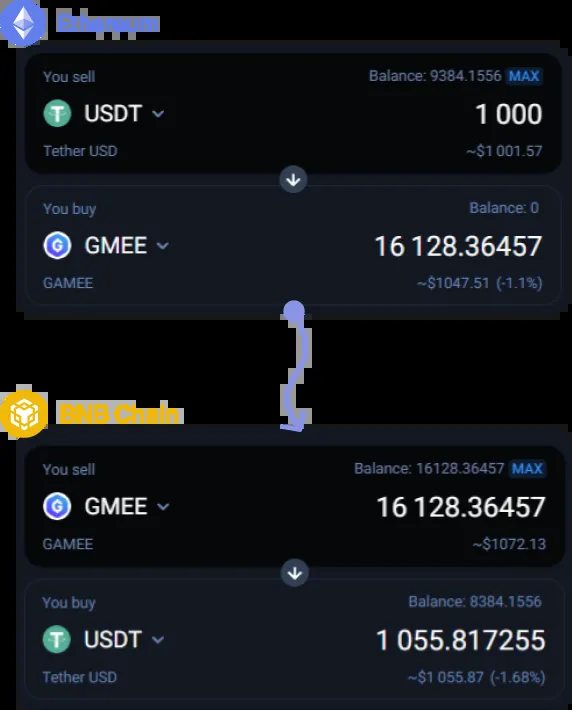 Ethereum
You sell Balance: 9384.1556 MAX
USDT 1 000
Tether USD ~$1 001.57
You buy Balance: 0
GMEE 16 128.36457
GAMEE ~$1047.51 (-1.1%)
BNB Chain
You sell Balance: 16128.36457 MAX
GMEE 16 128.36457
GAMEE ~$1072.13
You buy Balance: 8384.1556
USDT 1 055.817255
Tether USD ~$1 055.87 (-1.68%)